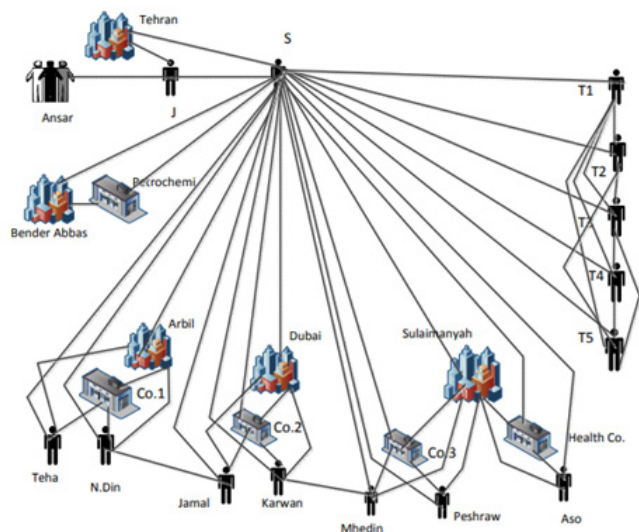 Tehran
S
Ansar
J
T1
T2
Petrochemi
Bender Abbas
T3
T4
Arbil
Dubai
Sulaimanyah
T5
Co.1
Co.2
Co.3
Health Co.
Teha
N.Din
Jamal
Karwan
Mhedin
Peshraw
Aso